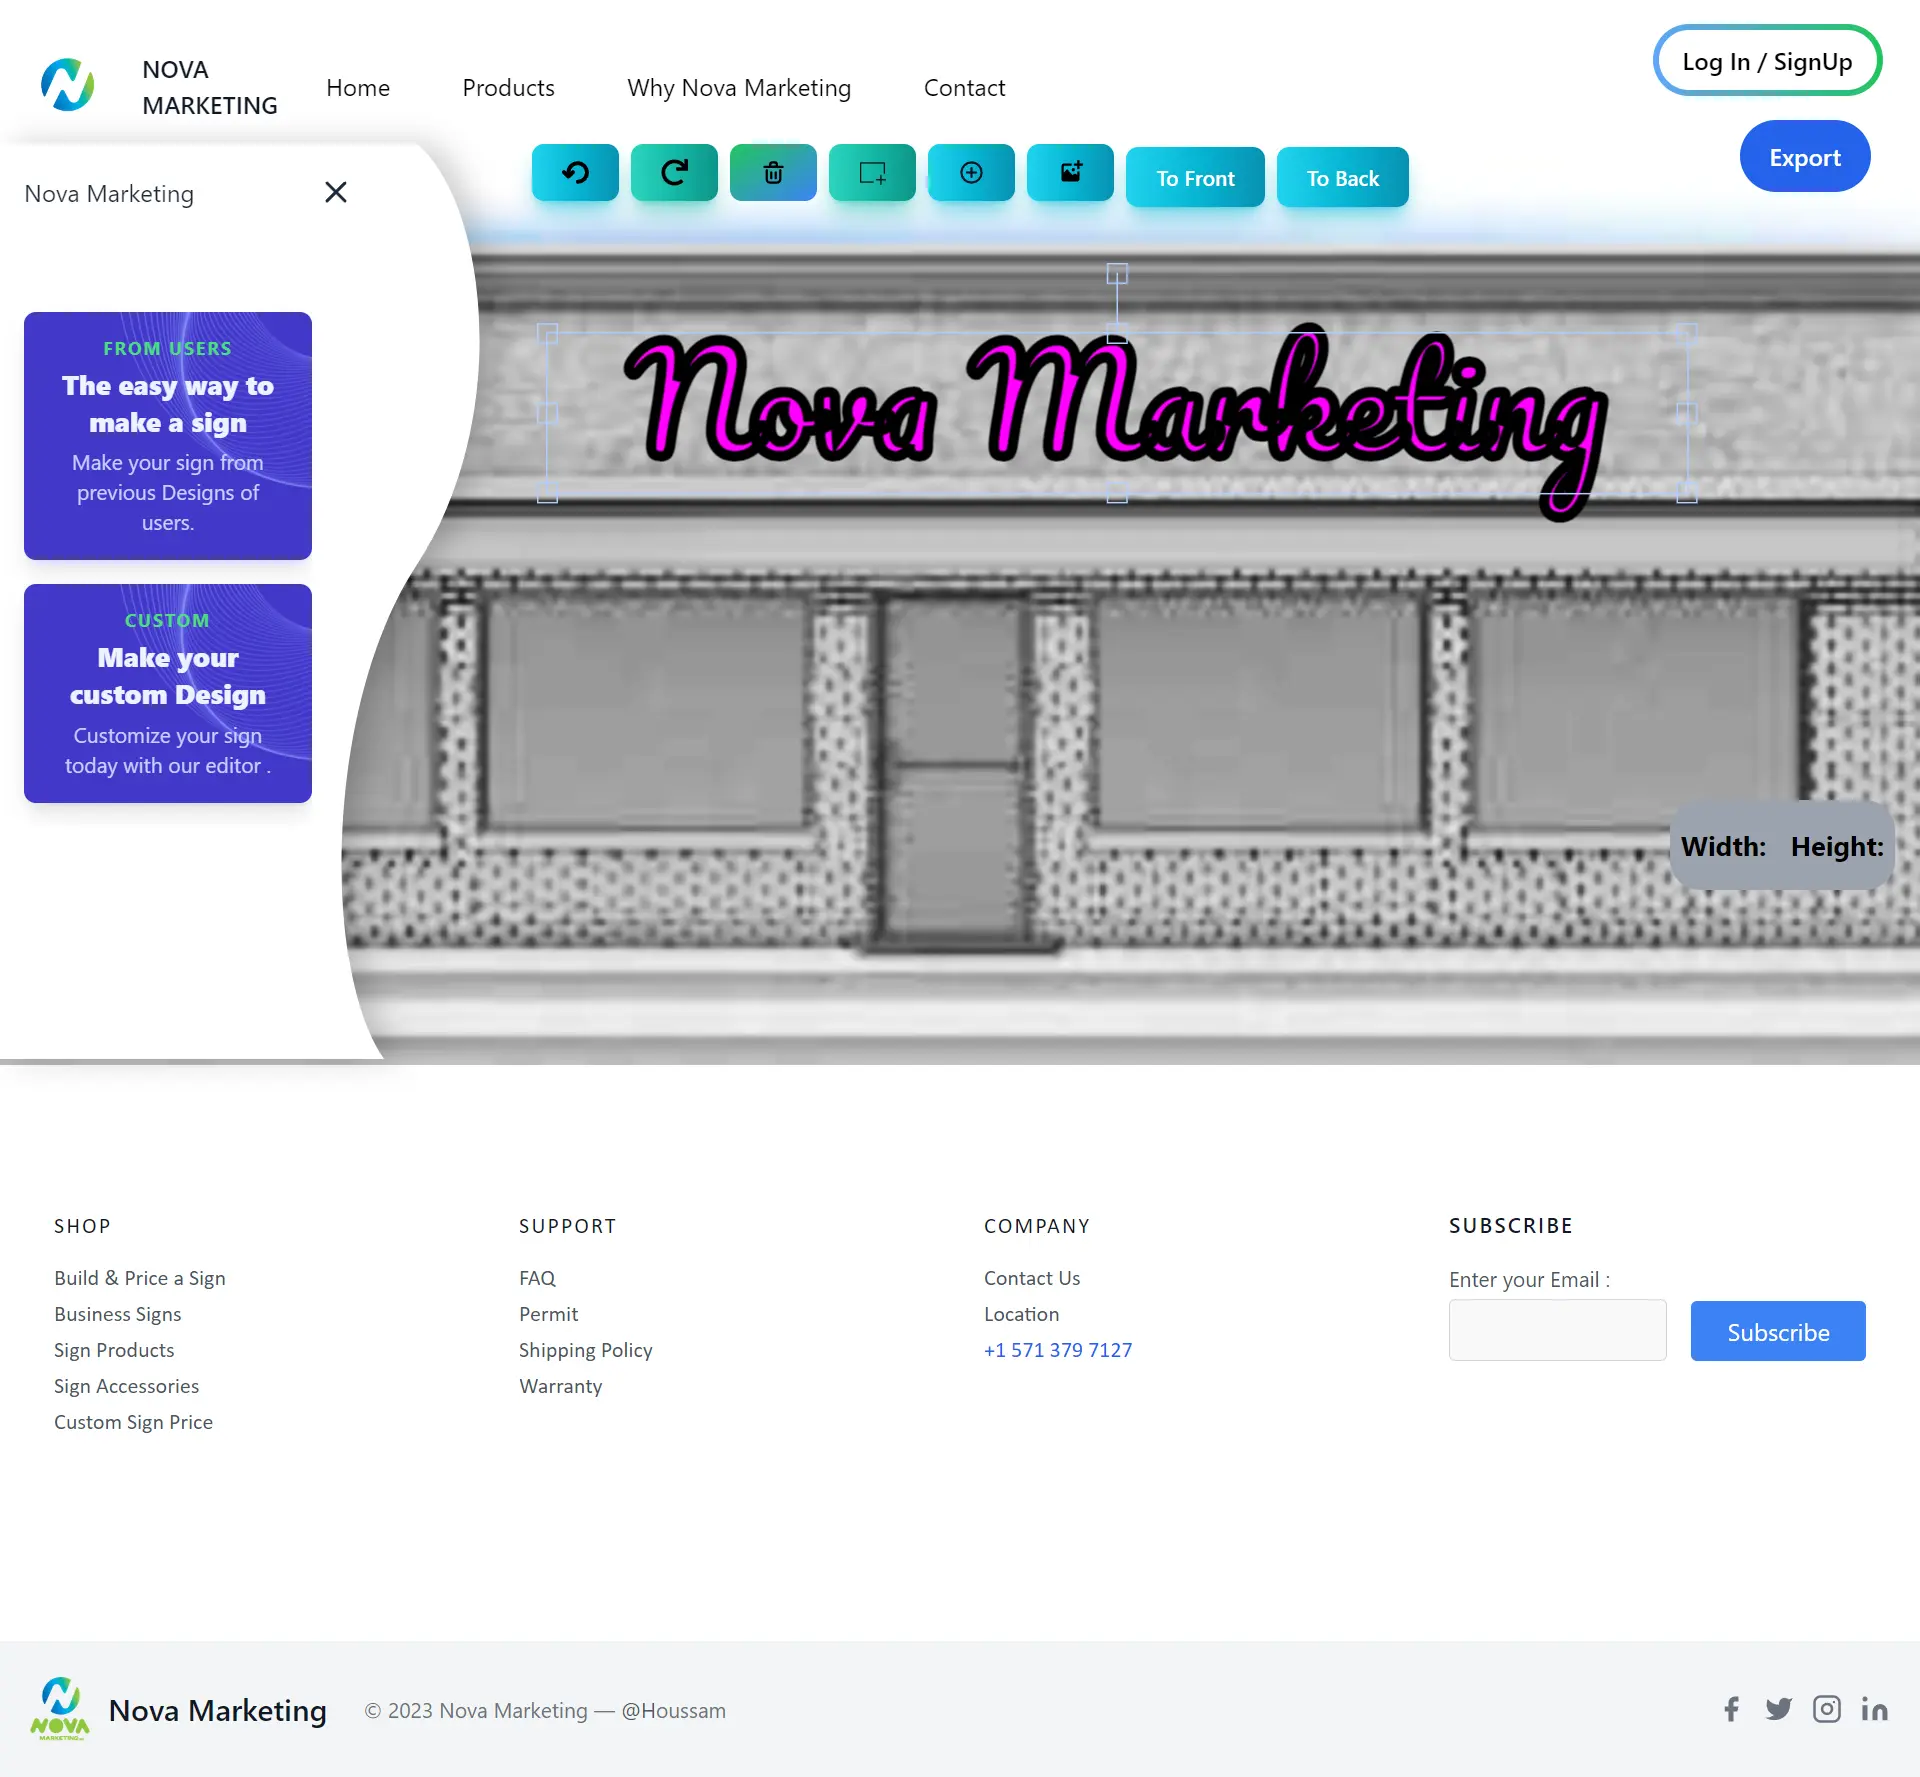 NOVA
MARKETING
Home
Products
Why Nova Marketing
Contact
Log In / SignUp
Export
To Front
To Back
Nova Marketing
FROM USERS
The easy way to
make a sign
Make your sign from
previous Designs of
users.
CUSTOM
Make your
custom Design
Customize your sign
today with our editor .
Nova Marketing
Width:
Height:
SHOP
Build & Price a Sign
Business Signs
Sign Products
Sign Accessories
Custom Sign Price
SUPPORT
FAQ
Permit
Shipping Policy
Warranty
COMPANY
Contact Us
Location
+1 571 379 7127
SUBSCRIBE
Enter your Email :
Subscribe
NOVA
MARKETING
Nova Marketing
© 2023 Nova Marketing — @Houssam